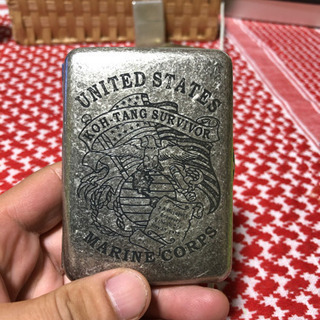 UNITED STATES
KOH-TANG SURVIVOR
MARINE CORPS